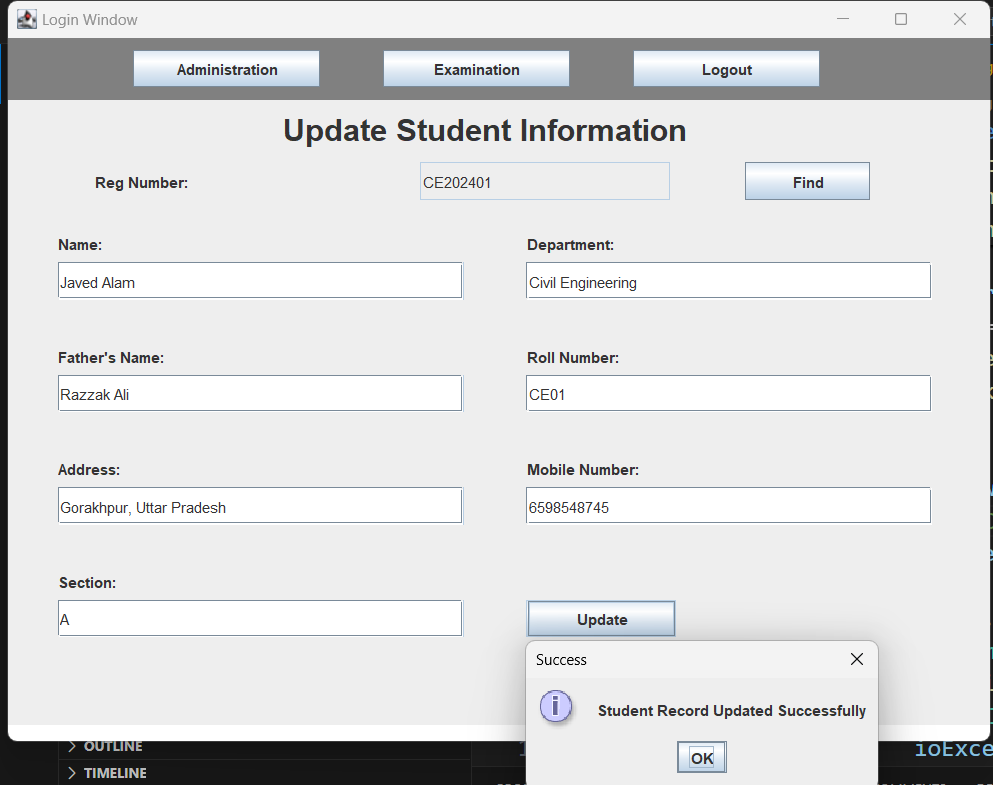 Login Window
Administration Examination Logout
Update Student Information
Reg Number: CE202401 Find
Name: Department:
Javed Alam Civil Engineering
Father's Name: Roll Number:
Razzak Ali CE01
Address: Mobile Number:
Gorakhpur, Uttar Pradesh 6598548745
Section:
A Update
Success
Student Record Updated Successfully
OK
OUTLINE ioExce
TIMELINE